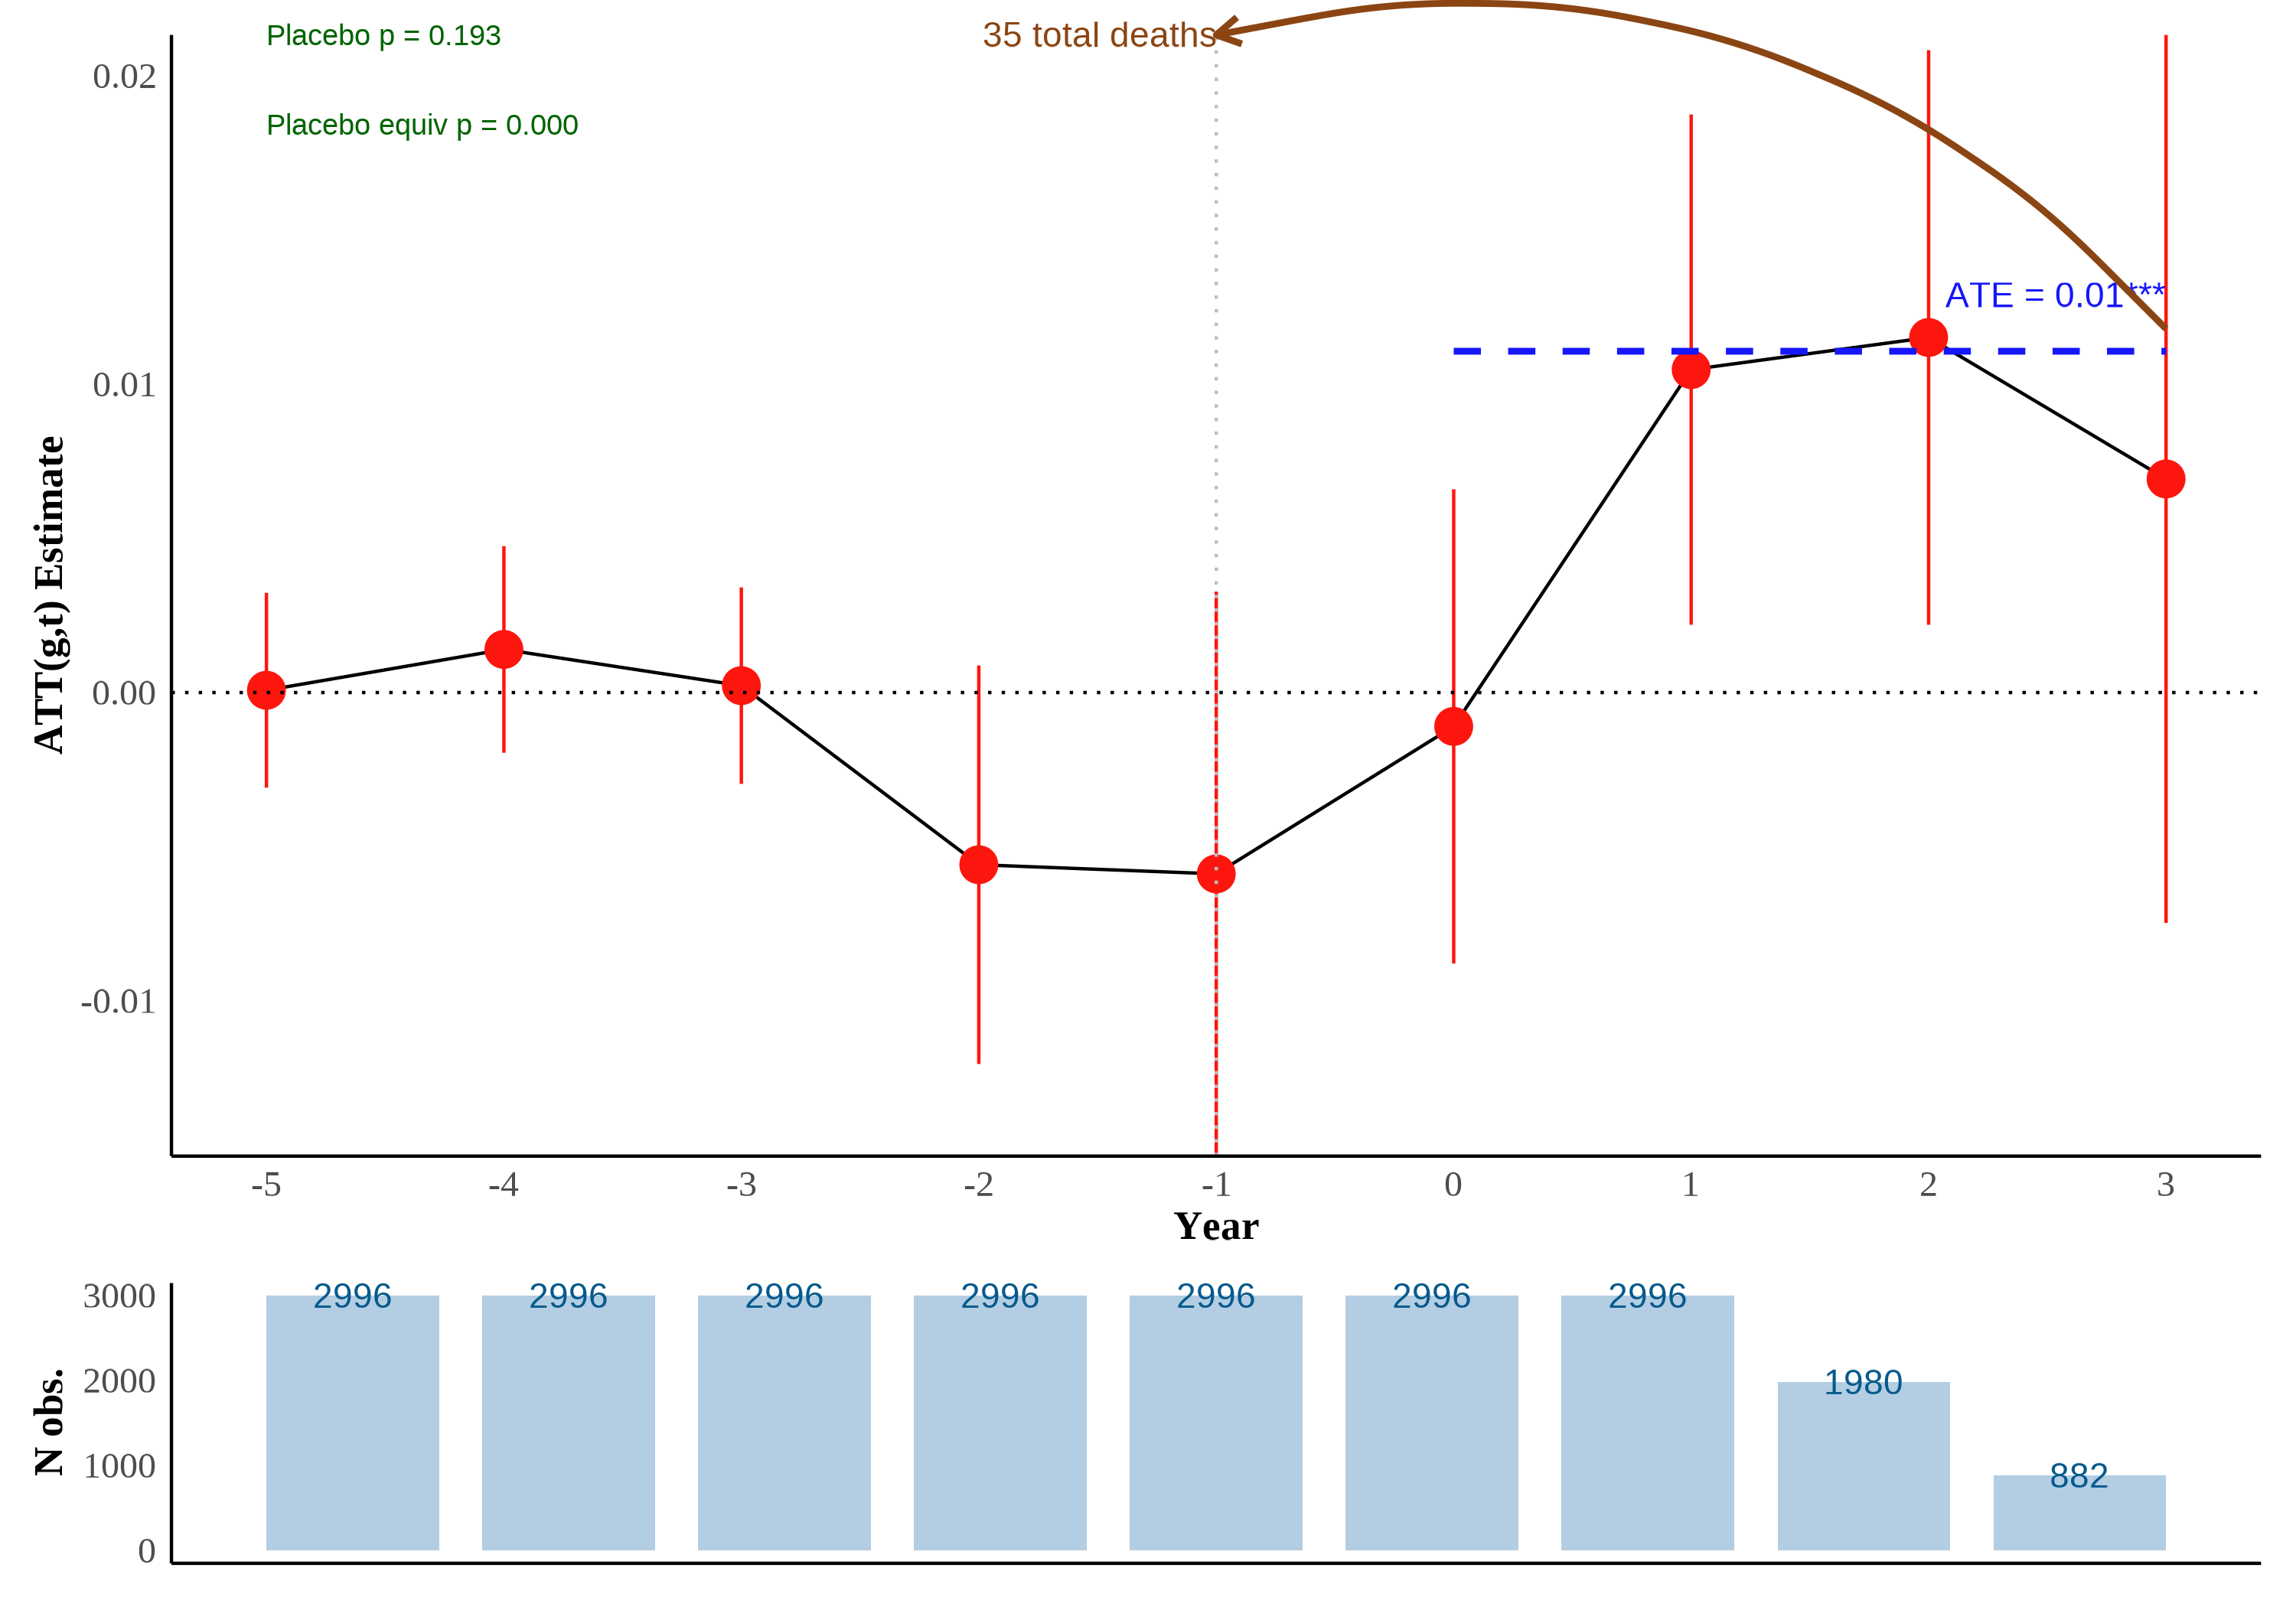 Placebo p = 0.193
35 total deaths
0.02
Placebo equiv p = 0.000
ATE = 0.01***
0.01
ATT(g,t) Estimate
0.00
-0.01
-5 -4 -3 -2 -1 0 1 2 3
Year
3000
2996 2996 2996 2996 2996 2996 2996
2000
1980
N obs.
1000
882
0